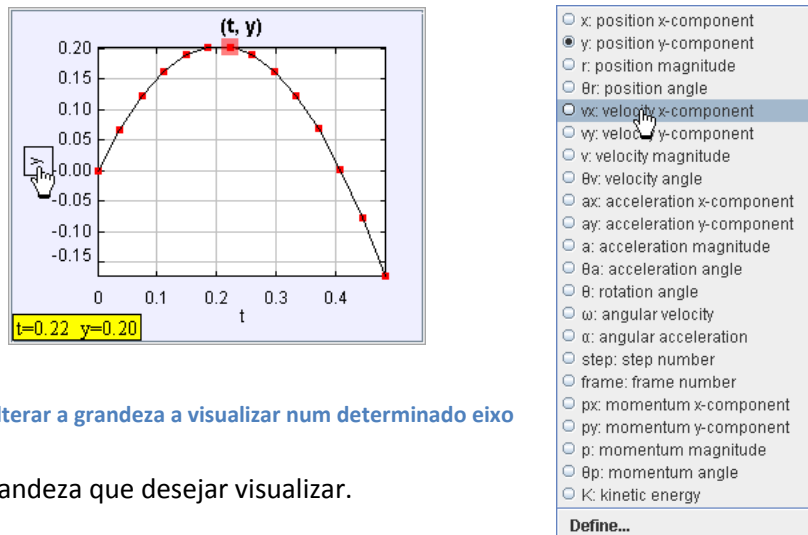 (t, y)
0.20
0.15
0.10
0.05
-0.00
-0.05
-0.10
-0.15
y
0 0.1 0.2 0.3 0.4
t
t=0.22 y=0.20
lterar a grandeza a visualizar num determinado eixo
andeza que desejar visualizar.
x: position x-component
y: position y-component
r: position magnitude
θr: position angle
vx: velocity x-component
vy: velocity y-component
v: velocity magnitude
θv: velocity angle
ax: acceleration x-component
ay: acceleration y-component
a: acceleration magnitude
θa: acceleration angle
θ: rotation angle
ω: angular velocity
α: angular acceleration
step: step number
frame: frame number
px: momentum x-component
py: momentum y-component
p: momentum magnitude
θp: momentum angle
K: kinetic energy
Define...